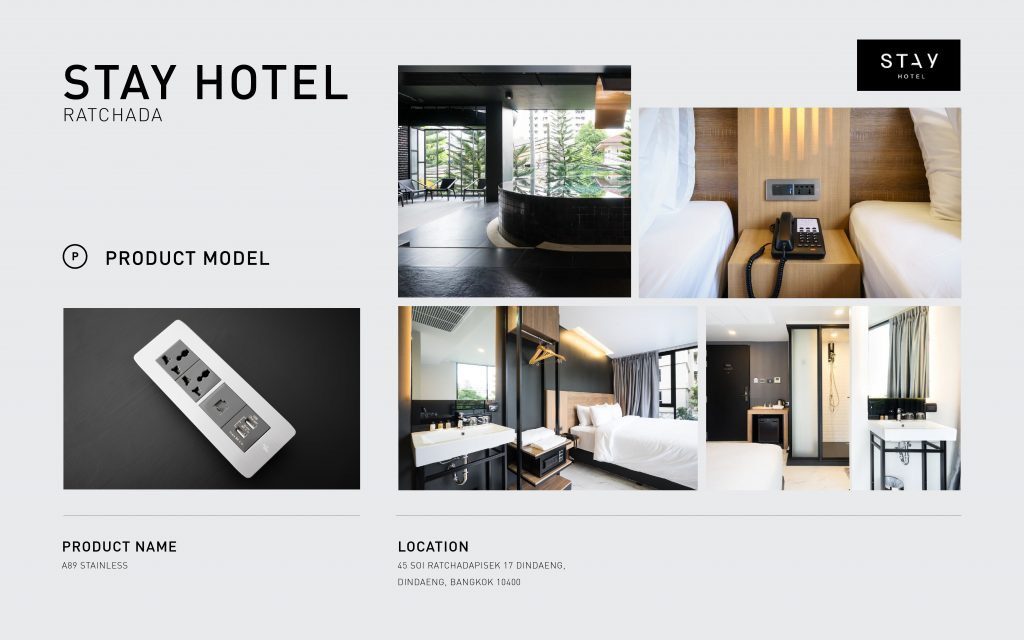 STAY HOTEL
RATCHADA
STAY
HOTEL
P
PRODUCT MODEL
PRODUCT NAME
A89 STAINLESS
LOCATION
45 SOI RATCHADAPISEK 17 DINDAENG,
DINDAENG, BANGKOK 10400